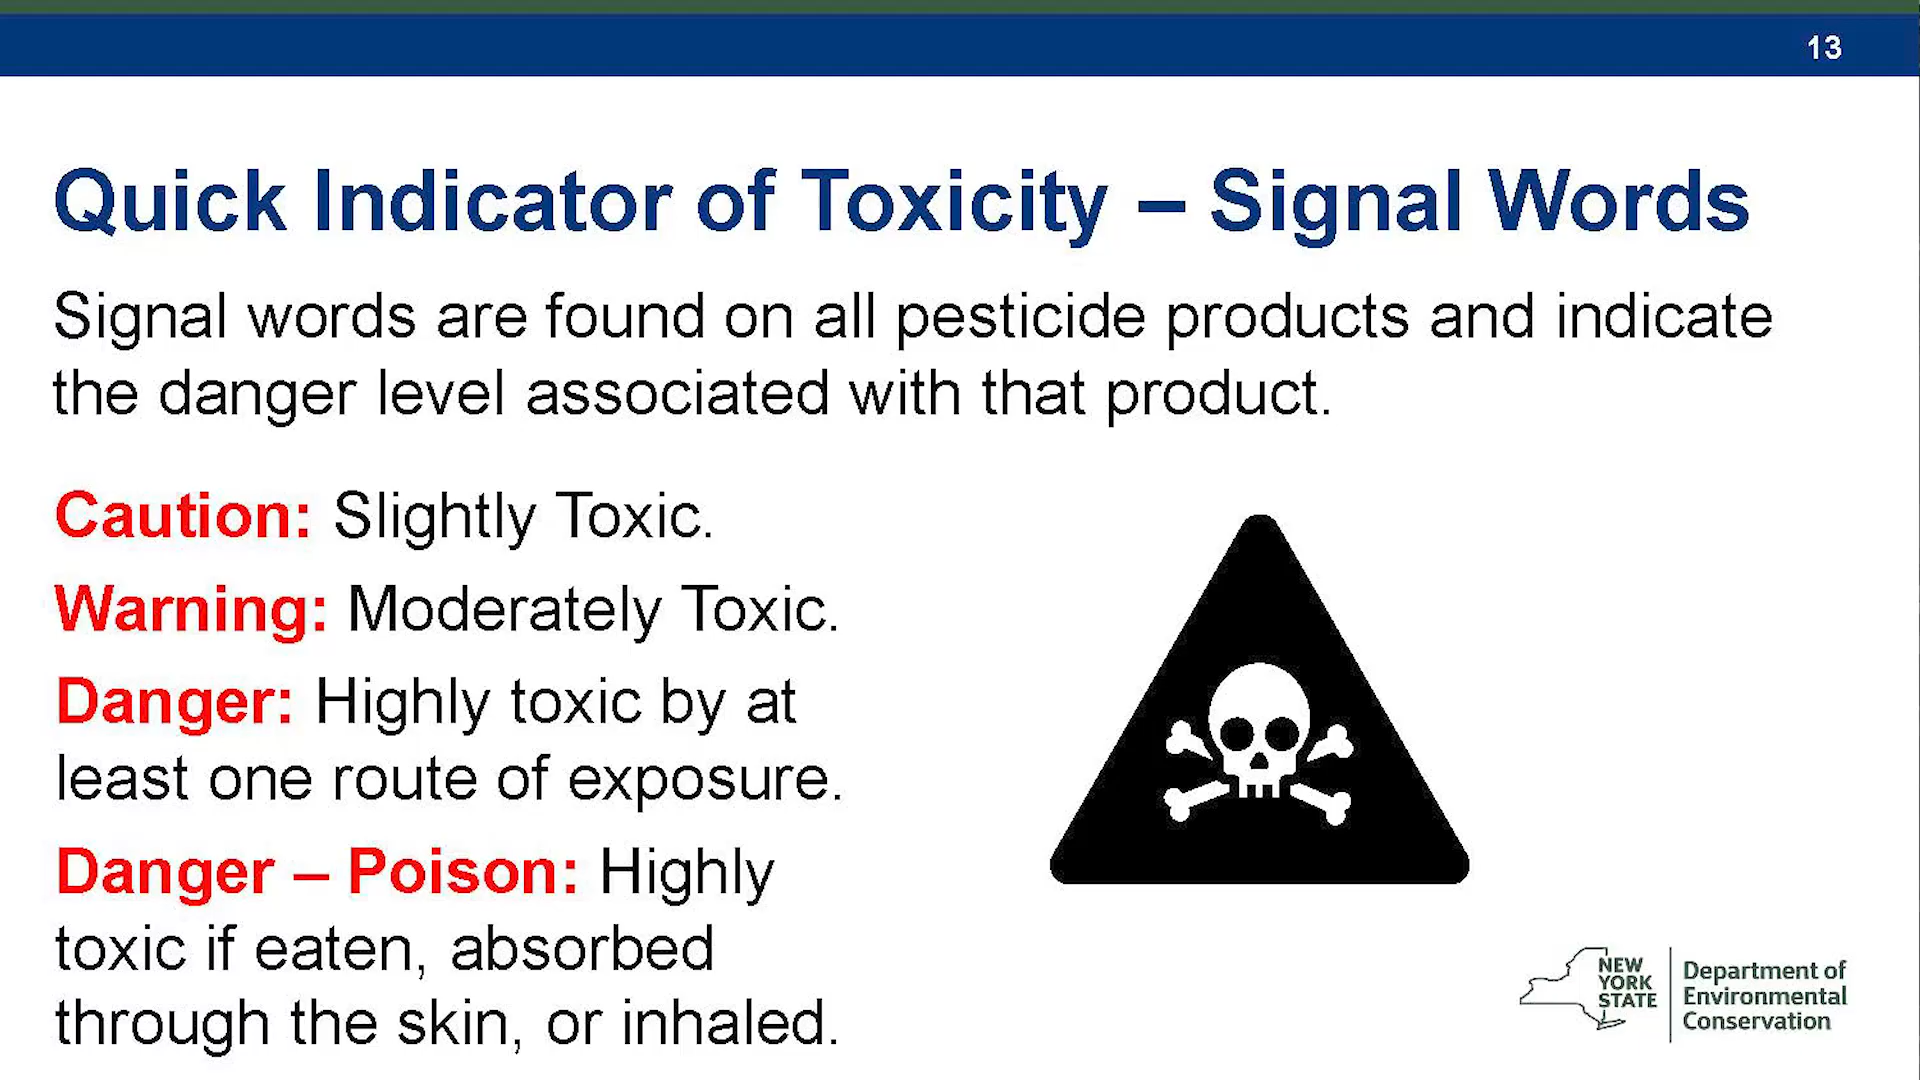 13
Quick Indicator of Toxicity – Signal Words
Signal words are found on all pesticide products and indicate
the danger level associated with that product.
Caution: Slightly Toxic.
Warning: Moderately Toxic.
Danger: Highly toxic by at
least one route of exposure.
Danger – Poison: Highly
toxic if eaten, absorbed
through the skin, or inhaled.
NEW
YORK
STATE
Department of
Environmental
Conservation